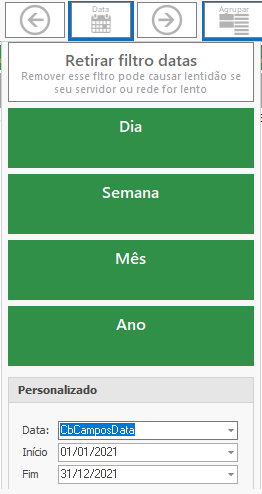 Data
Agrupar
Retirar filtro datas
Remover esse fltro pode causar lentidão se
seu servidor ou rede for lento
Dia
Semana
Mês
Ano
Personalizado
Data: CbCamposData
Início 01/01/2021
Fim 31/12/2021